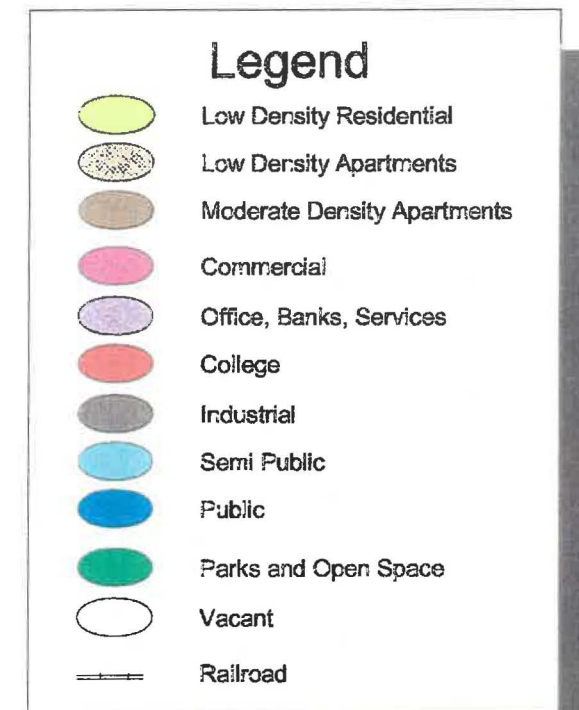 Legend
Low Density Residential
Low Density Apartments
Moderate Density Apartments
Commercial
Office, Banks, Services
College
Industrial
Semi Public
Public
Parks and Open Space
Vacant
Railroad